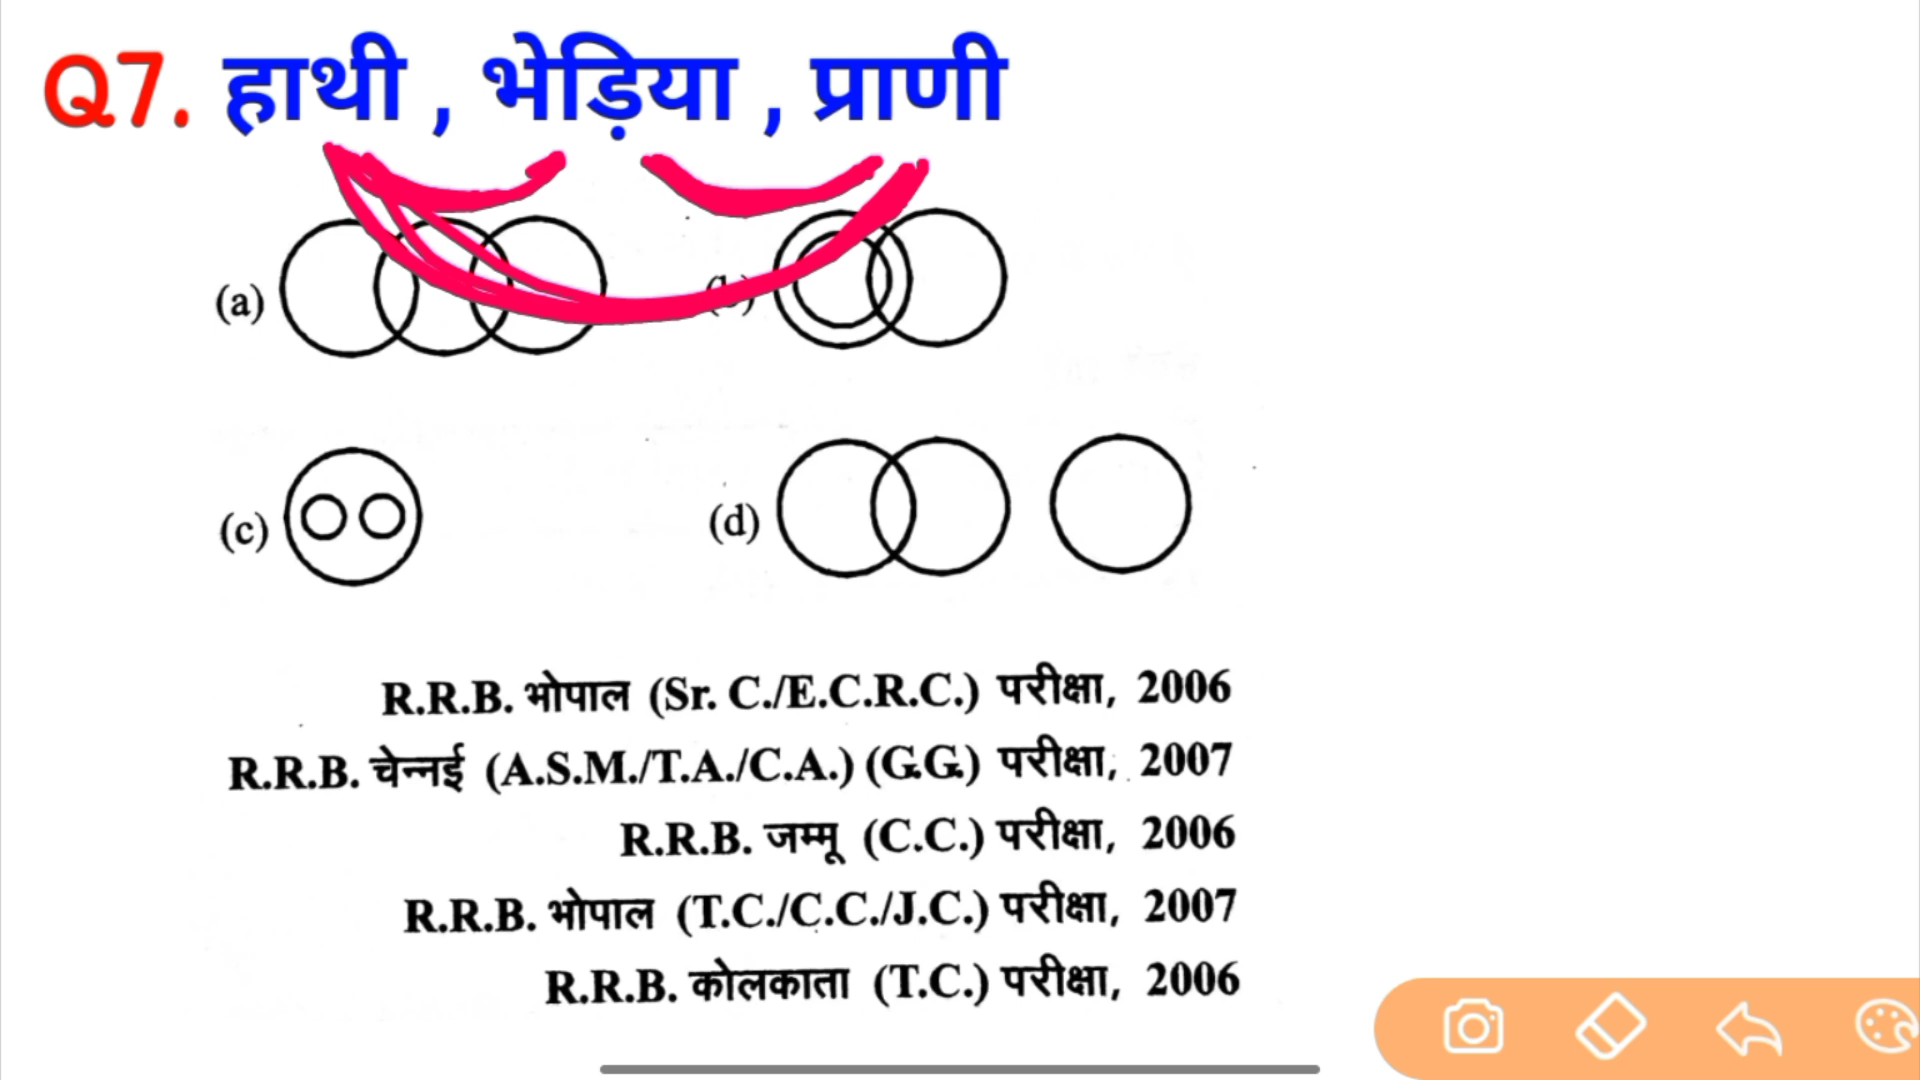 Q7. हाथी , भेड़िया , प्राणी
(a) (b)
(c) (d)
R.R.B. भोपाल (Sr. C./E.C.R.C.) परीक्षा, 2006
R.R.B. चेन्नई (A.S.M./T.A./C.A.) (G.G.) परीक्षा, 2007
R.R.B. जम्मू (C.C.) परीक्षा, 2006
R.R.B. भोपाल (T.C./C.C./J.C.) परीक्षा, 2007
R.R.B. कोलकाता (T.C.) परीक्षा, 2006